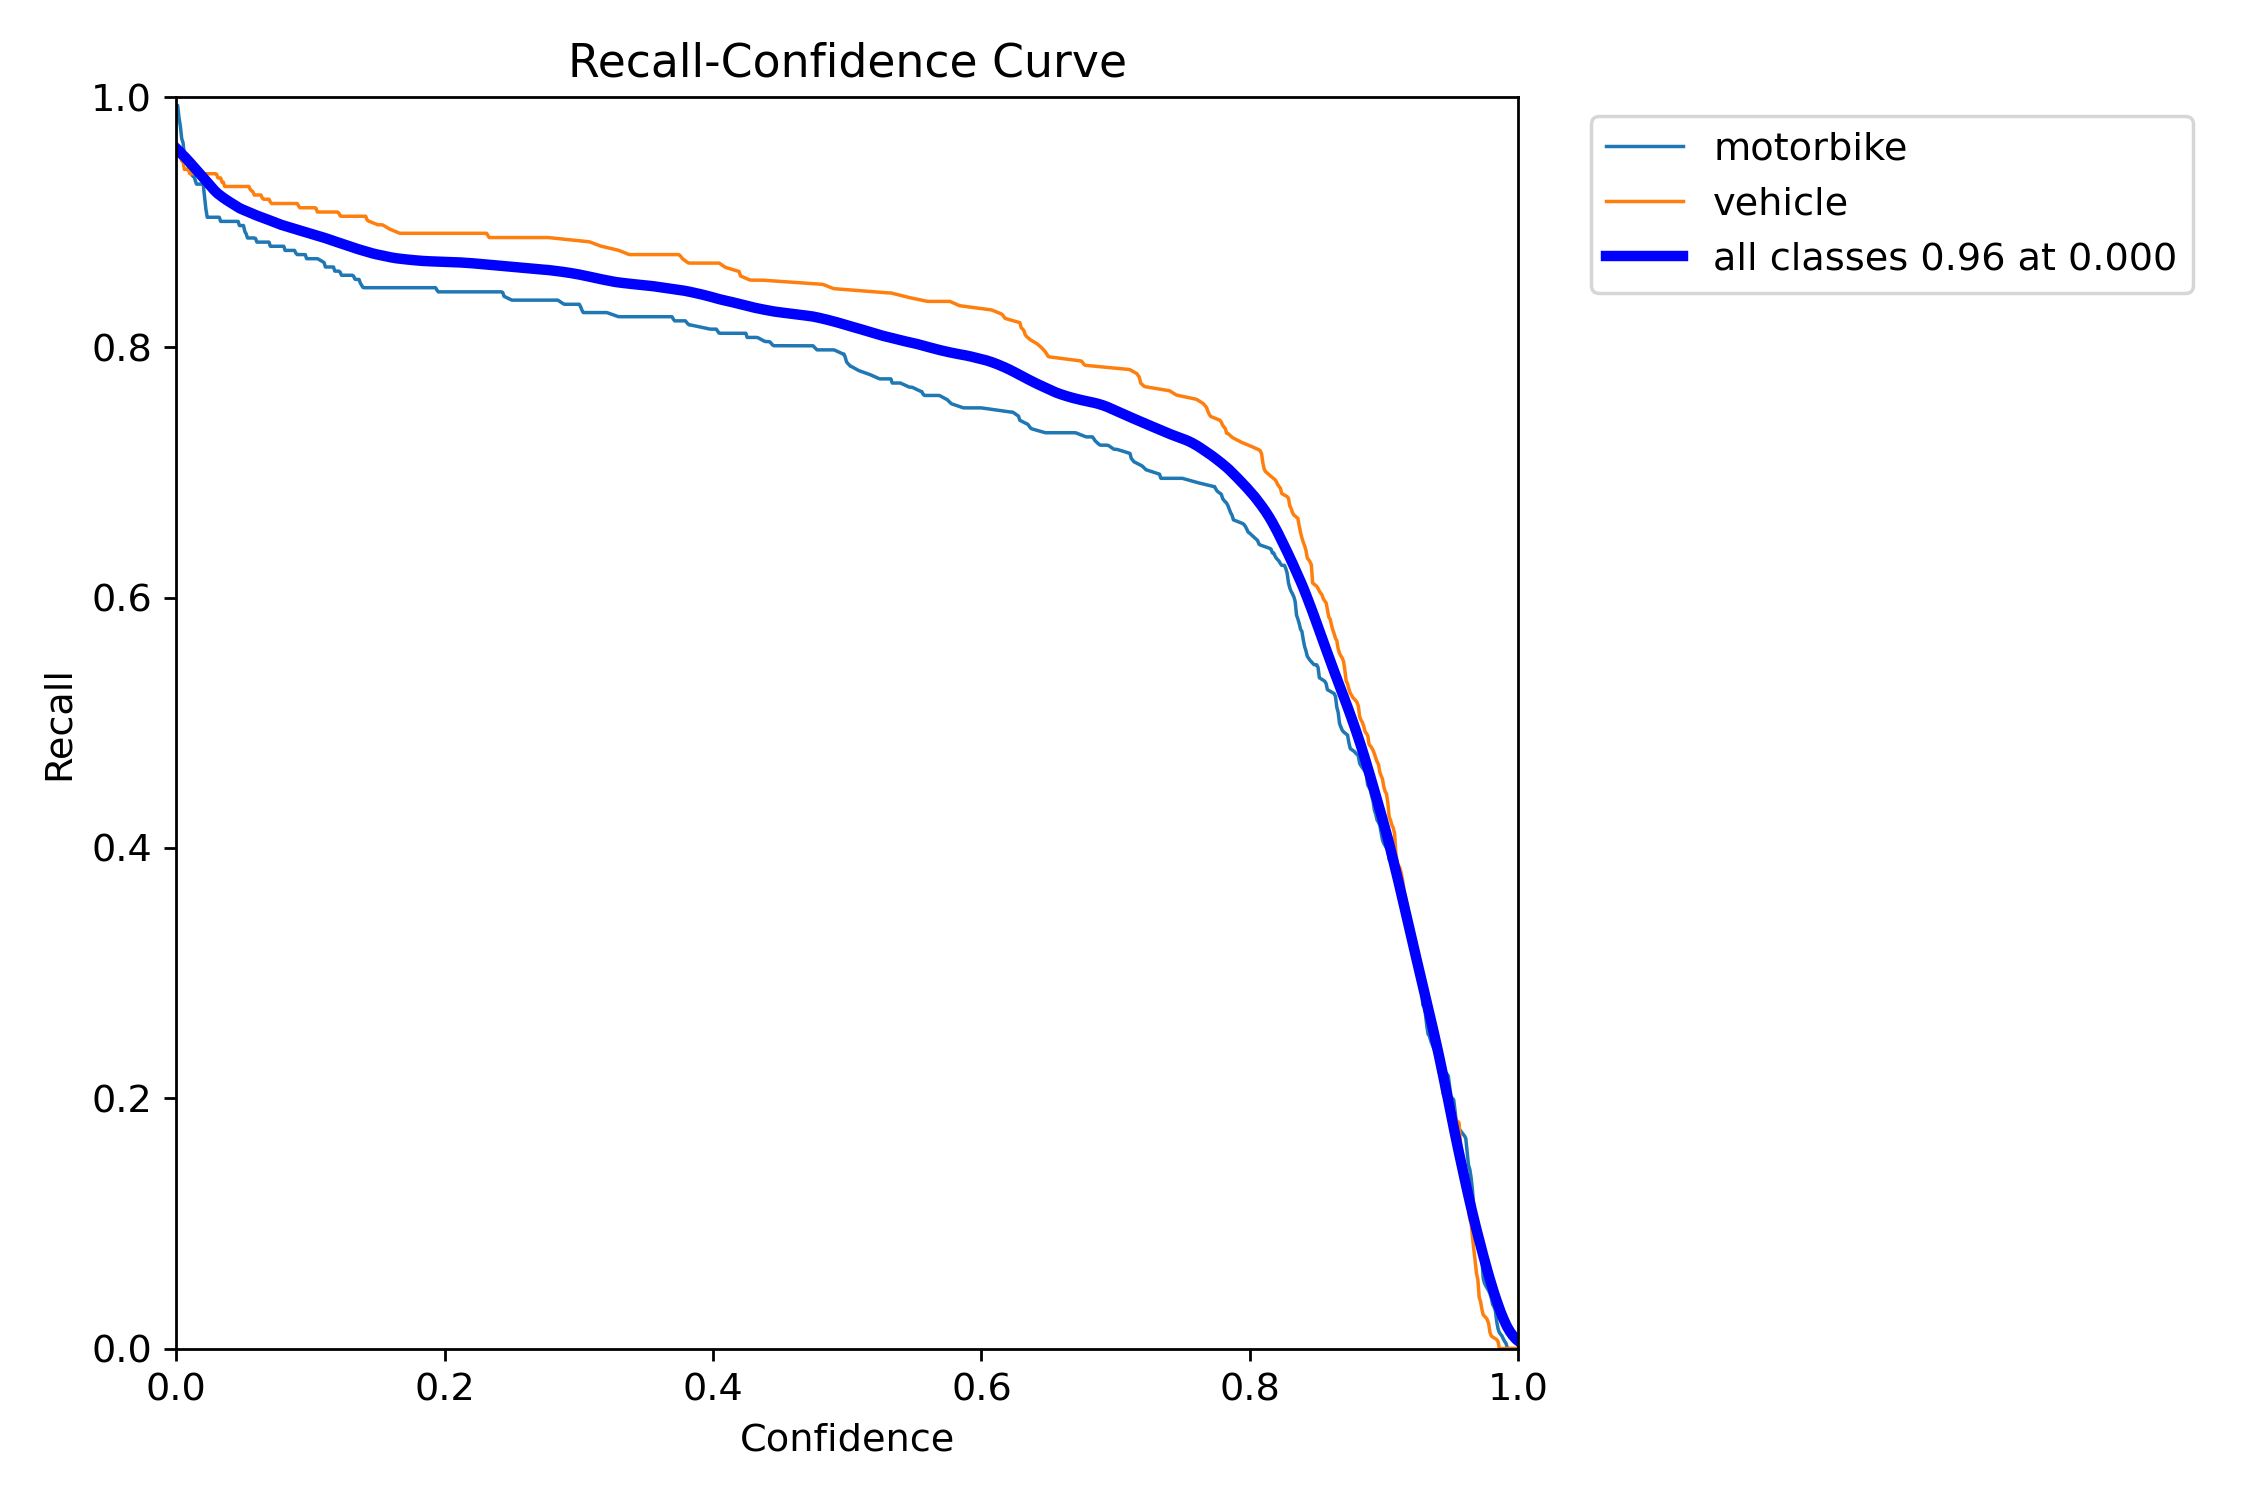 Recall-Confidence Curve
1.0
0.8
0.6
0.4
0.2
0.0
Recall
0.0 0.2 0.4 0.6 0.8 1.0
Confidence
motorbike
vehicle
all classes 0.96 at 0.000